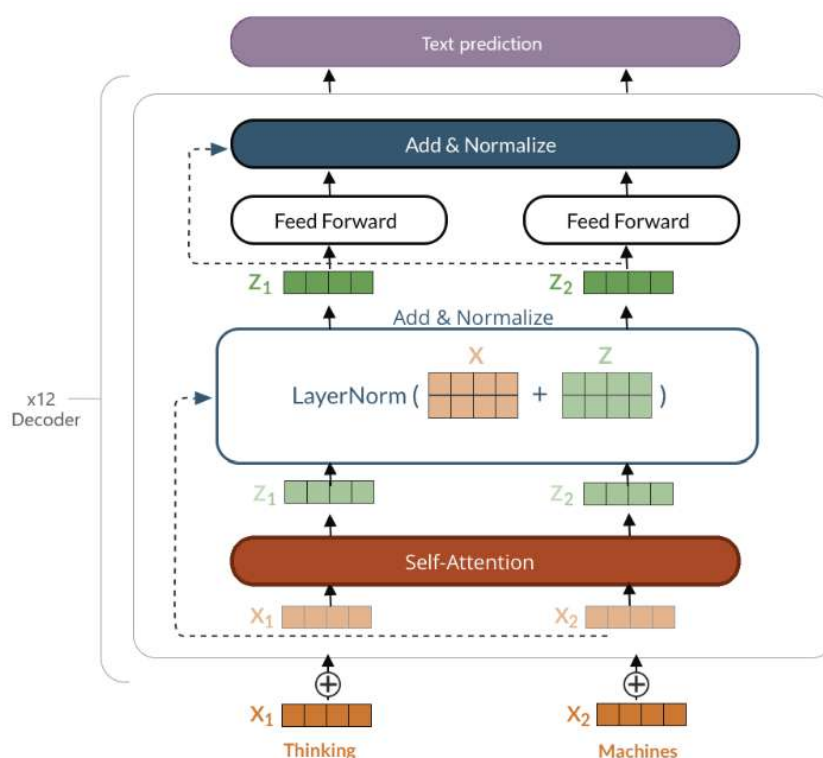 Text prediction
Add & Normalize
Feed Forward Feed Forward
Z1 Z2
Add & Normalize
X Z
LayerNorm ( + )
x12
Decoder
Z1 Z2
Self-Attention
X1 X2
X1 X2
Thinking Machines